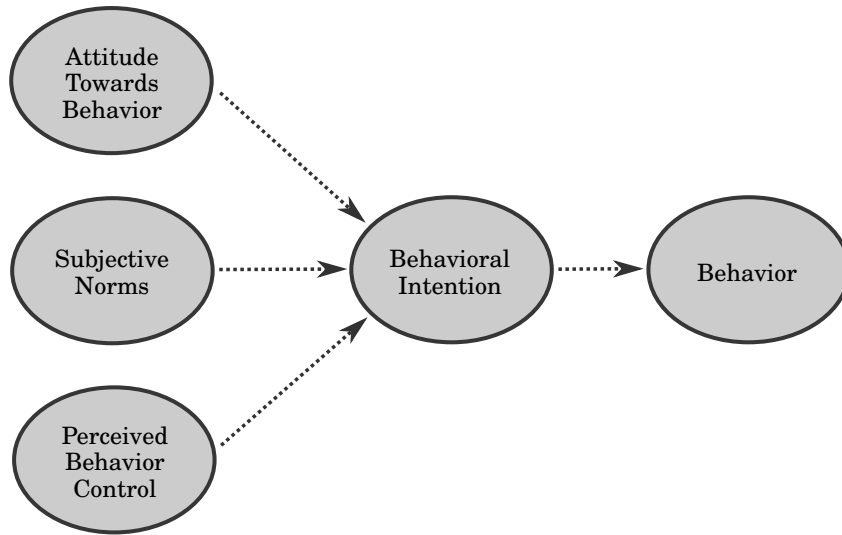 Attitude
Towards
Behavior
Subjective
Norms
Perceived
Behavior
Control
Behavioral
Intention
Behavior